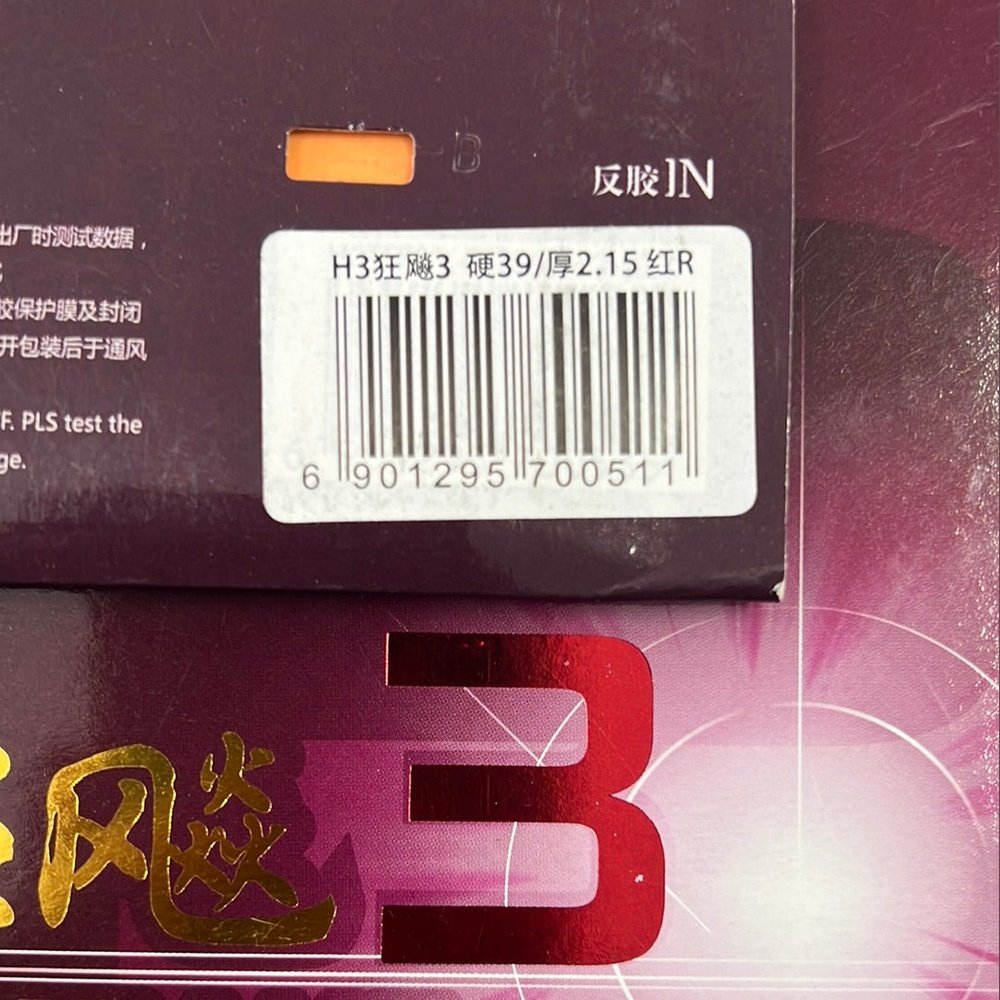 B
反胶IN
出厂时测试数据，
胶保护膜及封闭
开包装后于通风
F. PLS test the
ge.
H3狂飚3 硬39/厚2.15 红R
6 901295 700511
飚3